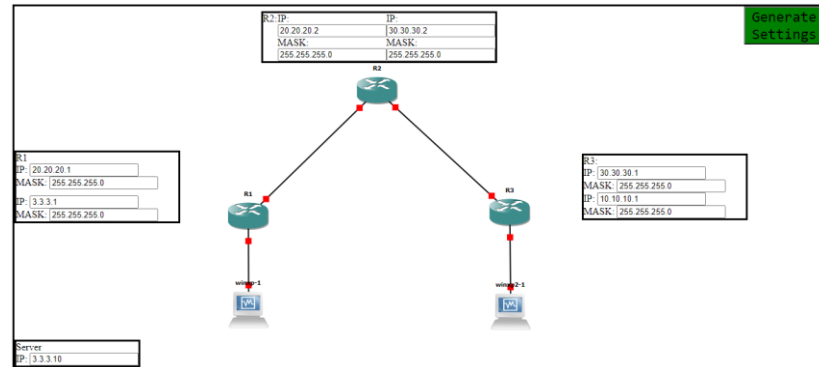 R2: IP: IP:
20.20.20.2 30.30.30.2
MASK: MASK:
255.255.255.0 255.255.255.0
Generate
Settings
R2
R1
IP: 20.20.20.1
MASK: 255.255.255.0
IP: 3.3.3.1
MASK: 255.255.255.0
R3:
IP: 30.30.30.1
MASK: 255.255.255.0
IP: 10.10.10.1
MASK: 255.255.255.0
R1
R3
Server
IP: 3.3.3.10